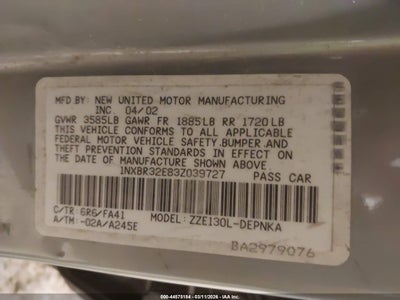 MFD.BY: NEW UNITED MOTOR MANUFACTURING
INC 04/02
GVWR 3585LB GAWR FR 1885LB RR 1720LB
THIS VEHICLE CONFORMS TO ALL APPLICABLE
FEDERAL MOTOR VEHICLE SAFETY,BUMPER,AND
THEFT PREVENTION STANDARDS IN EFFECT ON
THE DATE OF MANUFACTURE SHOWN ABOVE
1NXBR32EB3Z039727 PASS CAR
C/TR: 6R6/FA41 MODEL: ZZE130L-DEPNKA
A/TM: -02A/A245E
BA2979076
000-44579164 - 03/11/2026 - © IAA, Inc.